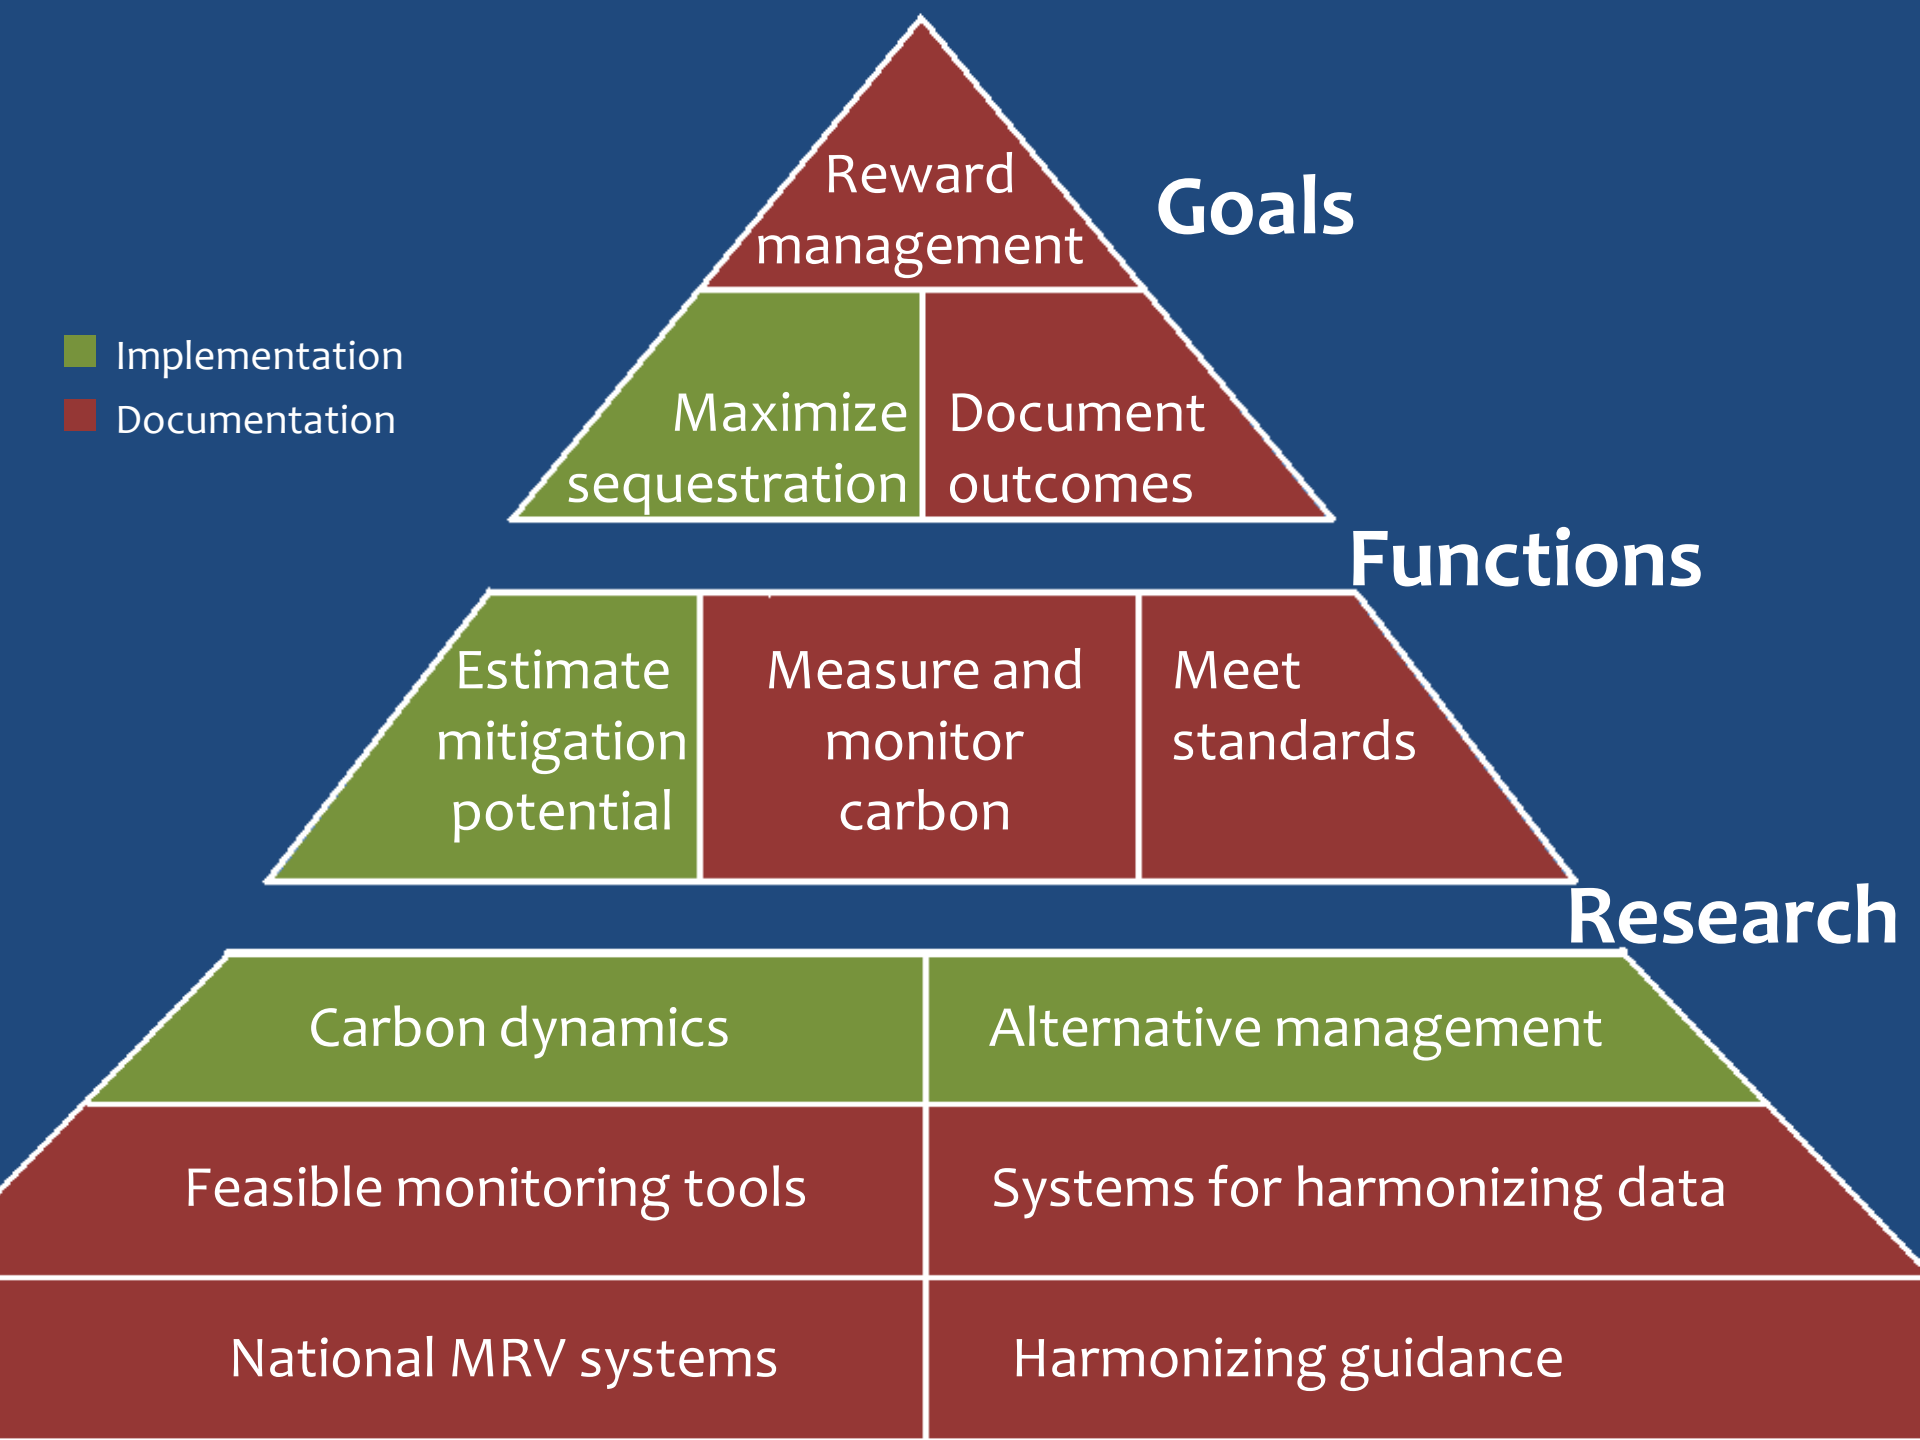 Reward
management
Goals
Implementation
Documentation
Maximize
sequestration
Document
outcomes
Functions
Estimate
mitigation
potential
Measure and
monitor
carbon
Meet
standards
Research
Carbon dynamics
Alternative management
Feasible monitoring tools
Systems for harmonizing data
National MRV systems
Harmonizing guidance